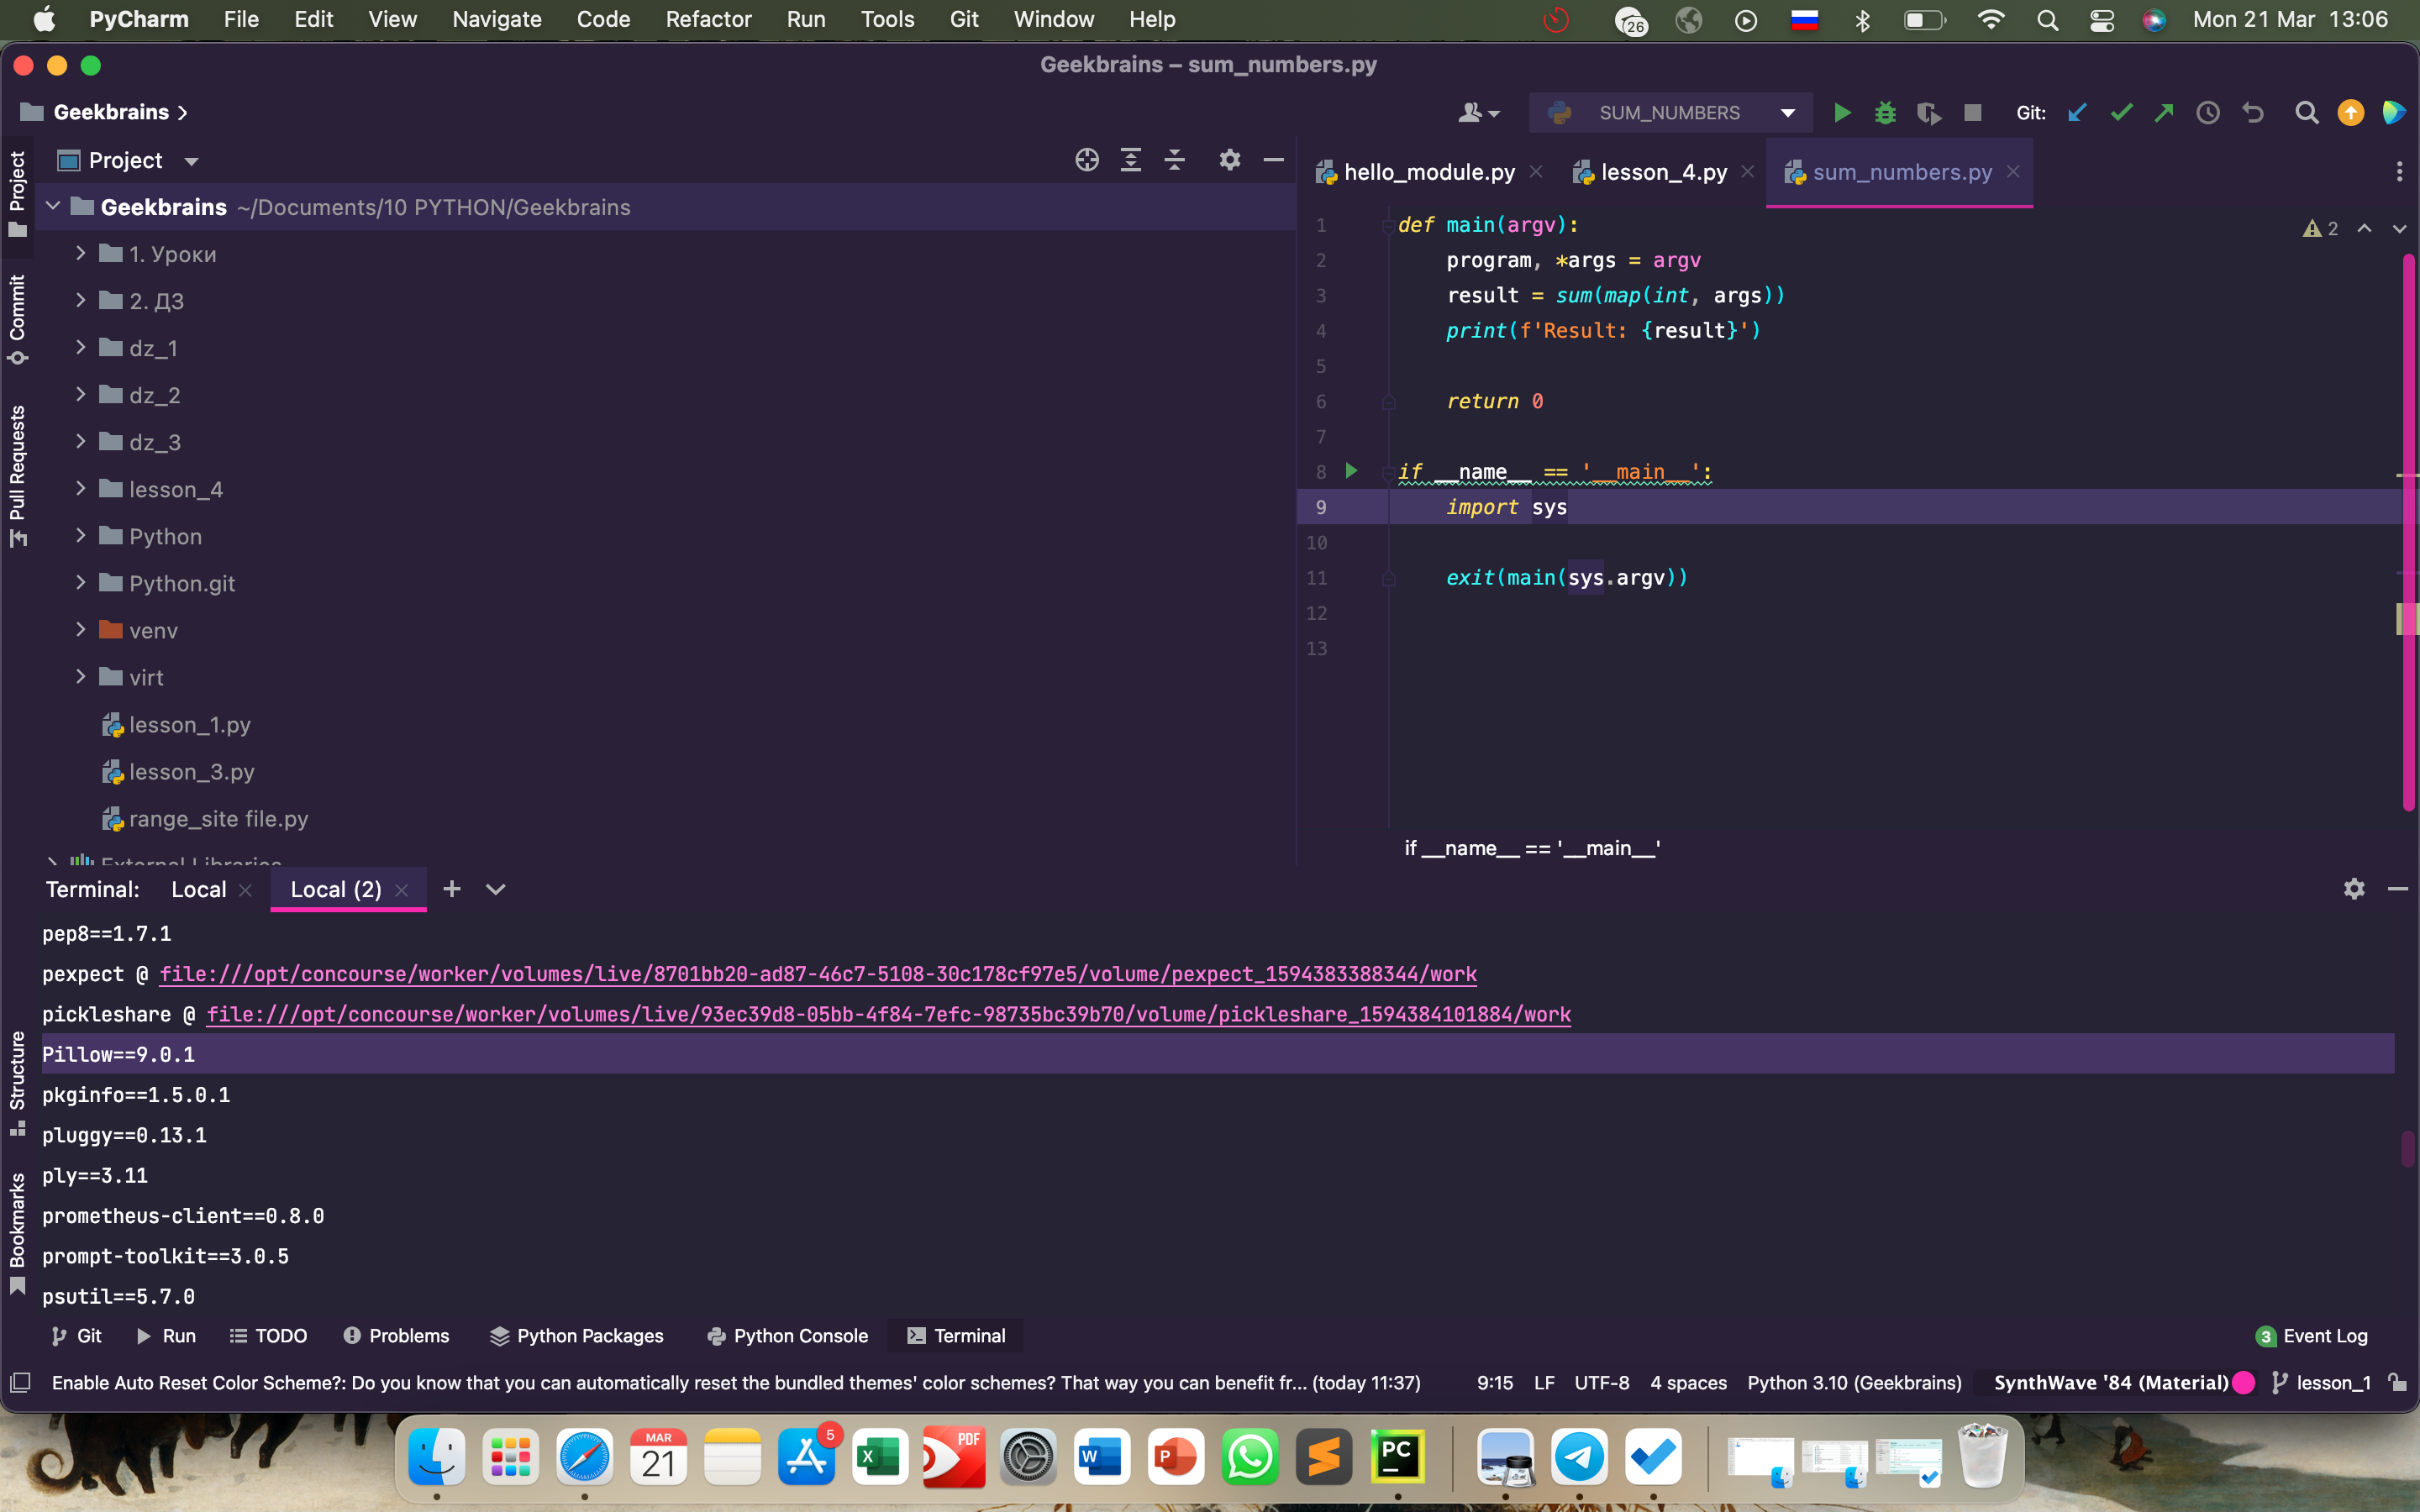 PyCharm File Edit View Navigate Code Refactor Run Tools Git Window Help 26 Mon 21 Mar 13:06
Geekbrains – sum_numbers.py
Geekbrains
SUM_NUMBERS Git:
Project
Project
Commit
Pull Requests
Structure
Bookmarks
Geekbrains ~/Documents/10 PYTHON/Geekbrains
1. Уроки
2. ДЗ
dz_1
dz_2
dz_3
lesson_4
Python
Python.git
venv
virt
lesson_1.py
lesson_3.py
range_site file.py
External Libraries
hello_module.py lesson_4.py sum_numbers.py
2
1 def main(argv):
2 program, *args = argv
3 result = sum(map(int, args))
4 print(f'Result: {result}')
5
6 return 0
7
8 if __name__ == '__main__':
9 import sys
10
11 exit(main(sys.argv))
12
13
if __name__ == '__main__'
Terminal: Local Local (2)
pep8==1.7.1
pexpect @ file:///opt/concourse/worker/volumes/live/8701bb20-ad87-46c7-5108-30c178cf97e5/volume/pexpect_1594383388344/work
pickleshare @ file:///opt/concourse/worker/volumes/live/93ec39d8-05bb-4f84-7efc-98735bc39b70/volume/pickleshare_1594384101884/work
Pillow==9.0.1
pkginfo==1.5.0.1
pluggy==0.13.1
ply==3.11
prometheus-client==0.8.0
prompt-toolkit==3.0.5
psutil==5.7.0
Git Run TODO Problems Python Packages Python Console Terminal 3 Event Log
Enable Auto Reset Color Scheme?: Do you know that you can automatically reset the bundled themes' color schemes? That way you can benefit fr... (today 11:37) 9:15 LF UTF-8 4 spaces Python 3.10 (Geekbrains) SynthWave '84 (Material) lesson_1
MAR
21
5
X
PDF
W
P
PC